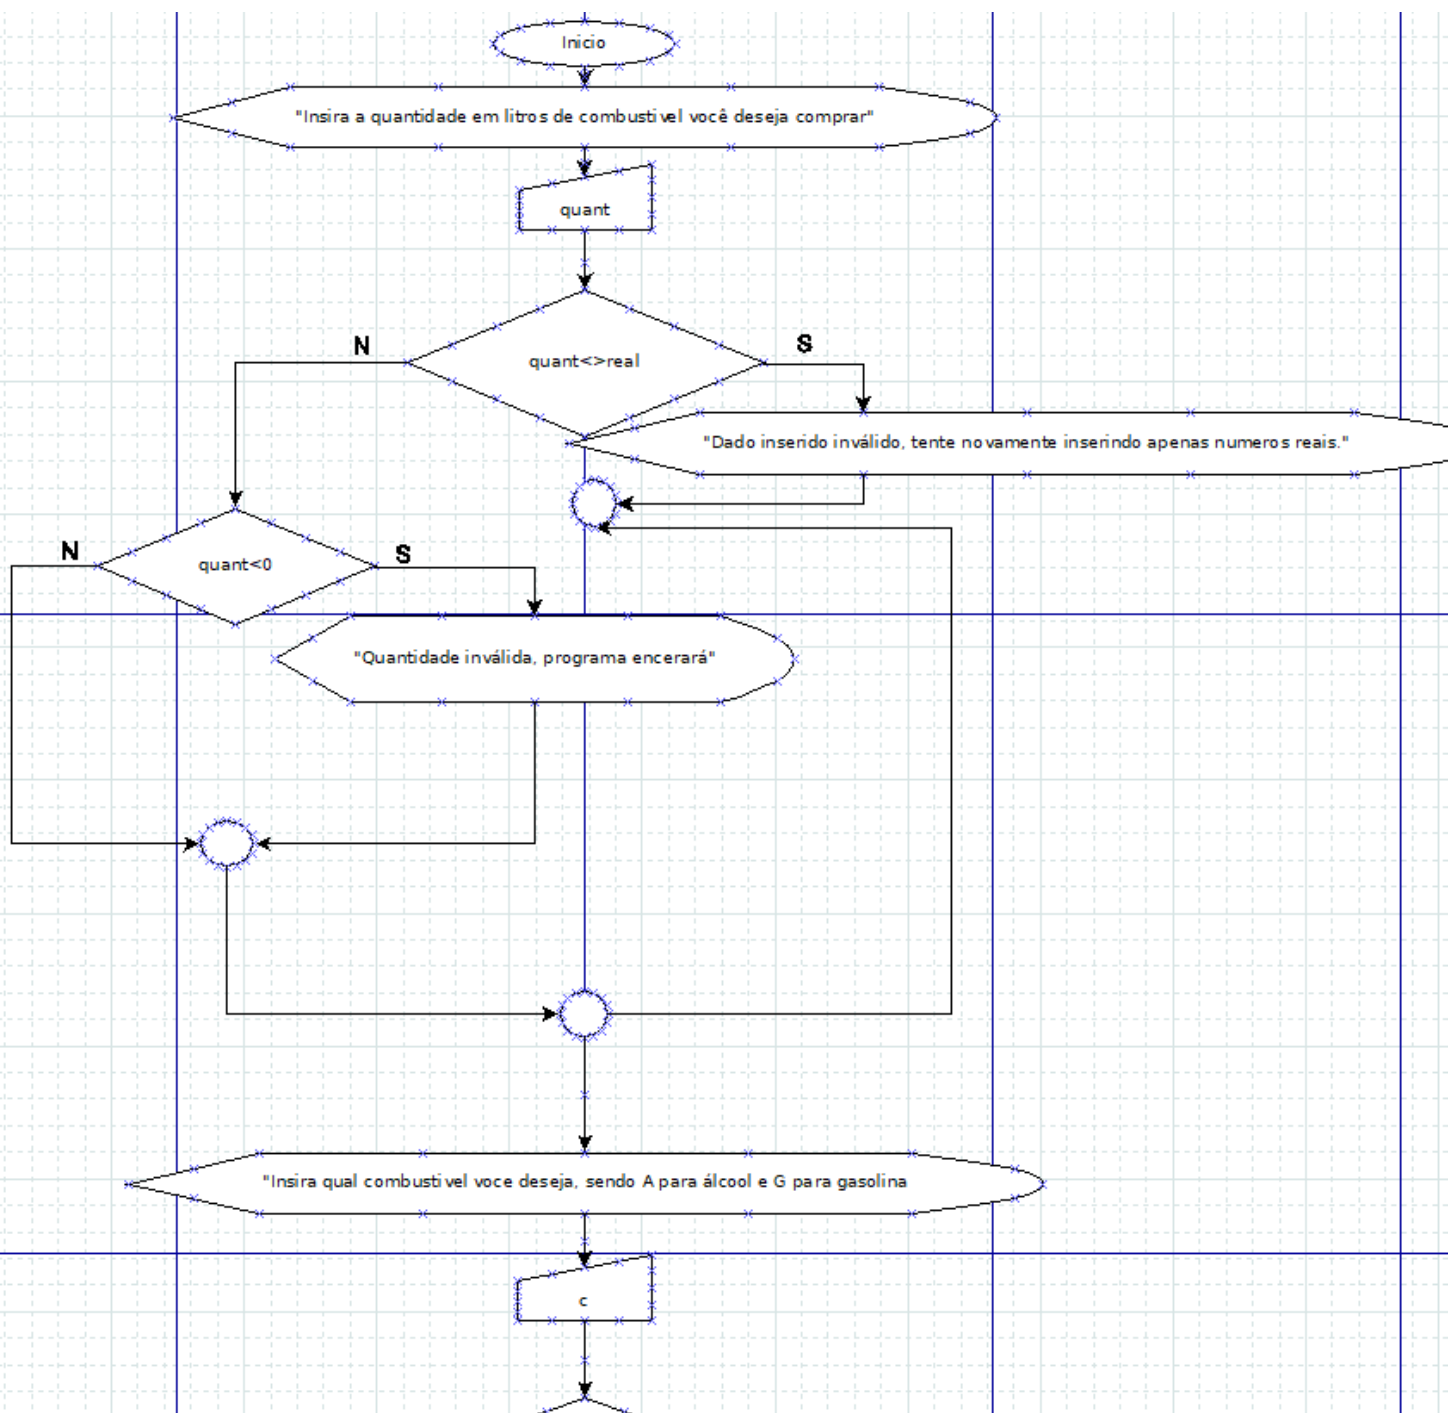 Inicio
"Insira a quantidade em litros de combustivel você deseja comprar"
quant
quant<>real
N
S
"Dado inserido inválido, tente novamente inserindo apenas numeros reais."
quant<0
N
S
"Quantidade inválida, programa encerará"
"Insira qual combustivel voce deseja, sendo A para álcool e G para gasolina
c